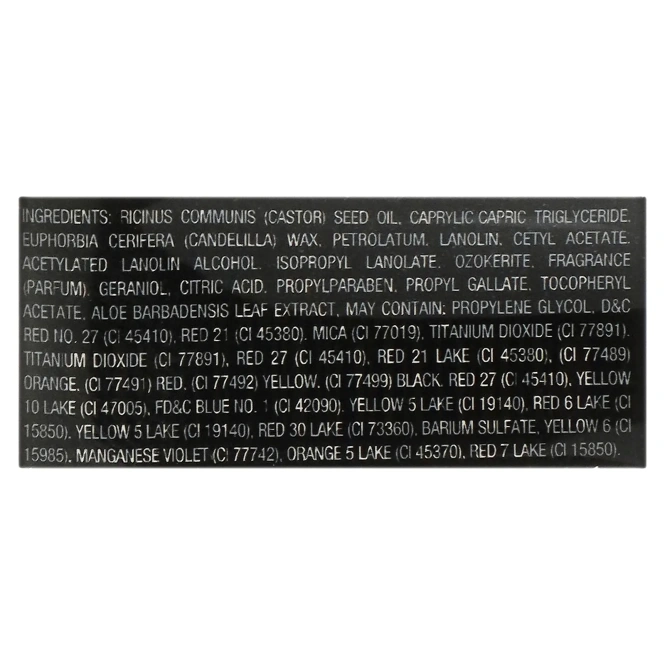 INGREDIENTS: RICINUS COMMUNIS (CASTOR) SEED OIL, CAPRYLIC CAPRIC TRIGLYCERIDE,
EUPHORBIA CERIFERA (CANDELILLA) WAX, PETROLATUM, LANOLIN, CETYL ACETATE,
ACETYLATED LANOLIN ALCOHOL, ISOPROPYL LANOLATE, OZOKERITE, FRAGRANCE
(PARFUM), GERANIOL, CITRIC ACID, PROPYLPARABEN, PROPYL GALLATE, TOCOPHERYL
ACETATE, ALOE BARBADENSIS LEAF EXTRACT, MAY CONTAIN: PROPYLENE GLYCOL, D&C
RED NO. 27 (CI 45410), RED 21 (CI 45380). MICA (CI 77019), TITANIUM DIOXIDE (CI 77891).
TITANIUM DIOXIDE (CI 77891), RED 27 (CI 45410), RED 21 LAKE (CI 45380), (CI 77489)
ORANGE. (CI 77491) RED. (CI 77492) YELLOW. (CI 77499) BLACK. RED 27 (CI 45410), YELLOW
10 LAKE (CI 47005), FD&C BLUE NO. 1 (CI 42090). YELLOW 5 LAKE (CI 19140), RED 6 LAKE (CI
15850). YELLOW 5 LAKE (CI 19140), RED 30 LAKE (CI 73360), BARIUM SULFATE, YELLOW 6 (CI
15985). MANGANESE VIOLET (CI 77742), ORANGE 5 LAKE (CI 45370), RED 7 LAKE (CI 15850).